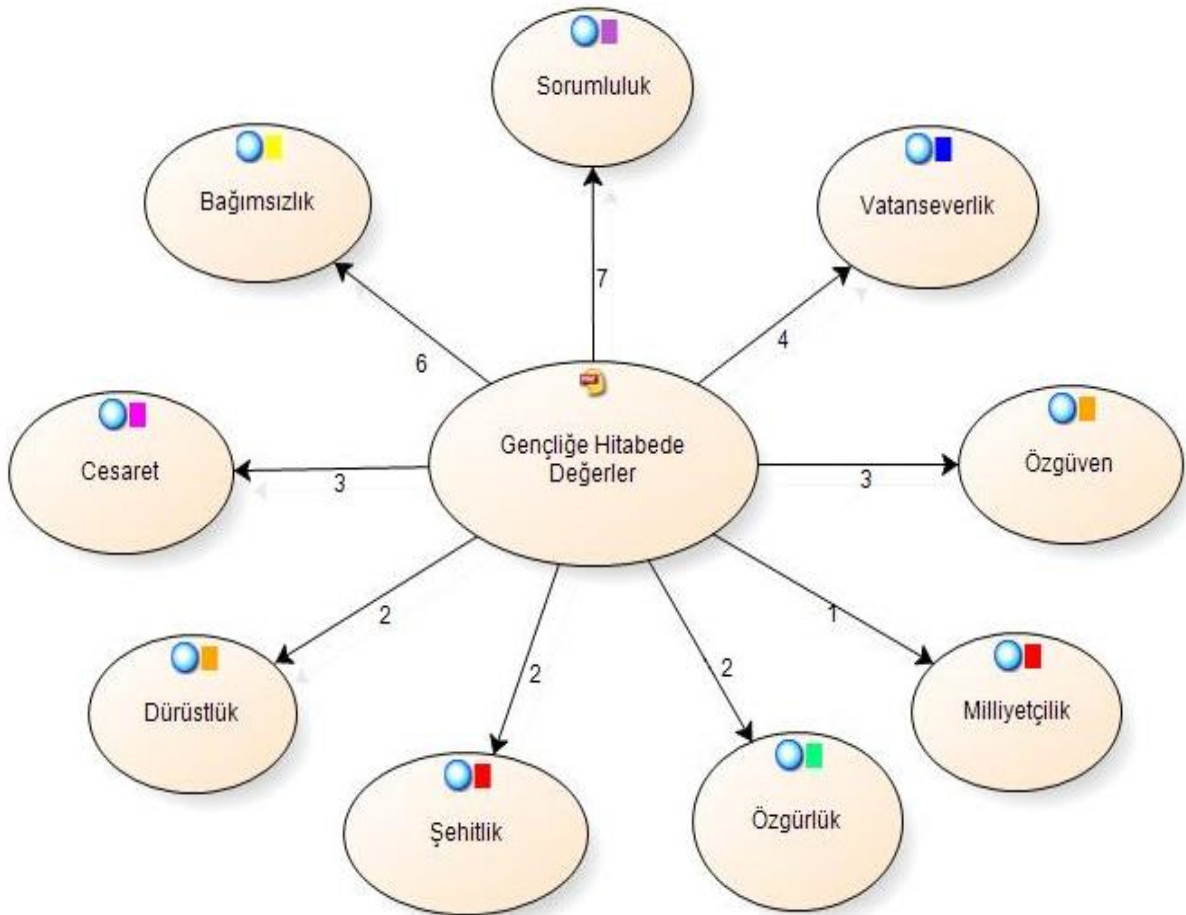 Sorumluluk
Bağımsızlık
Vatanseverlik
7
6
4
Gençliğe Hitabede
Değerler
Cesaret
3
3
Özgüven
2
2
2
1
Dürüstlük
Şehitlik
Özgürlük
Milliyetçilik